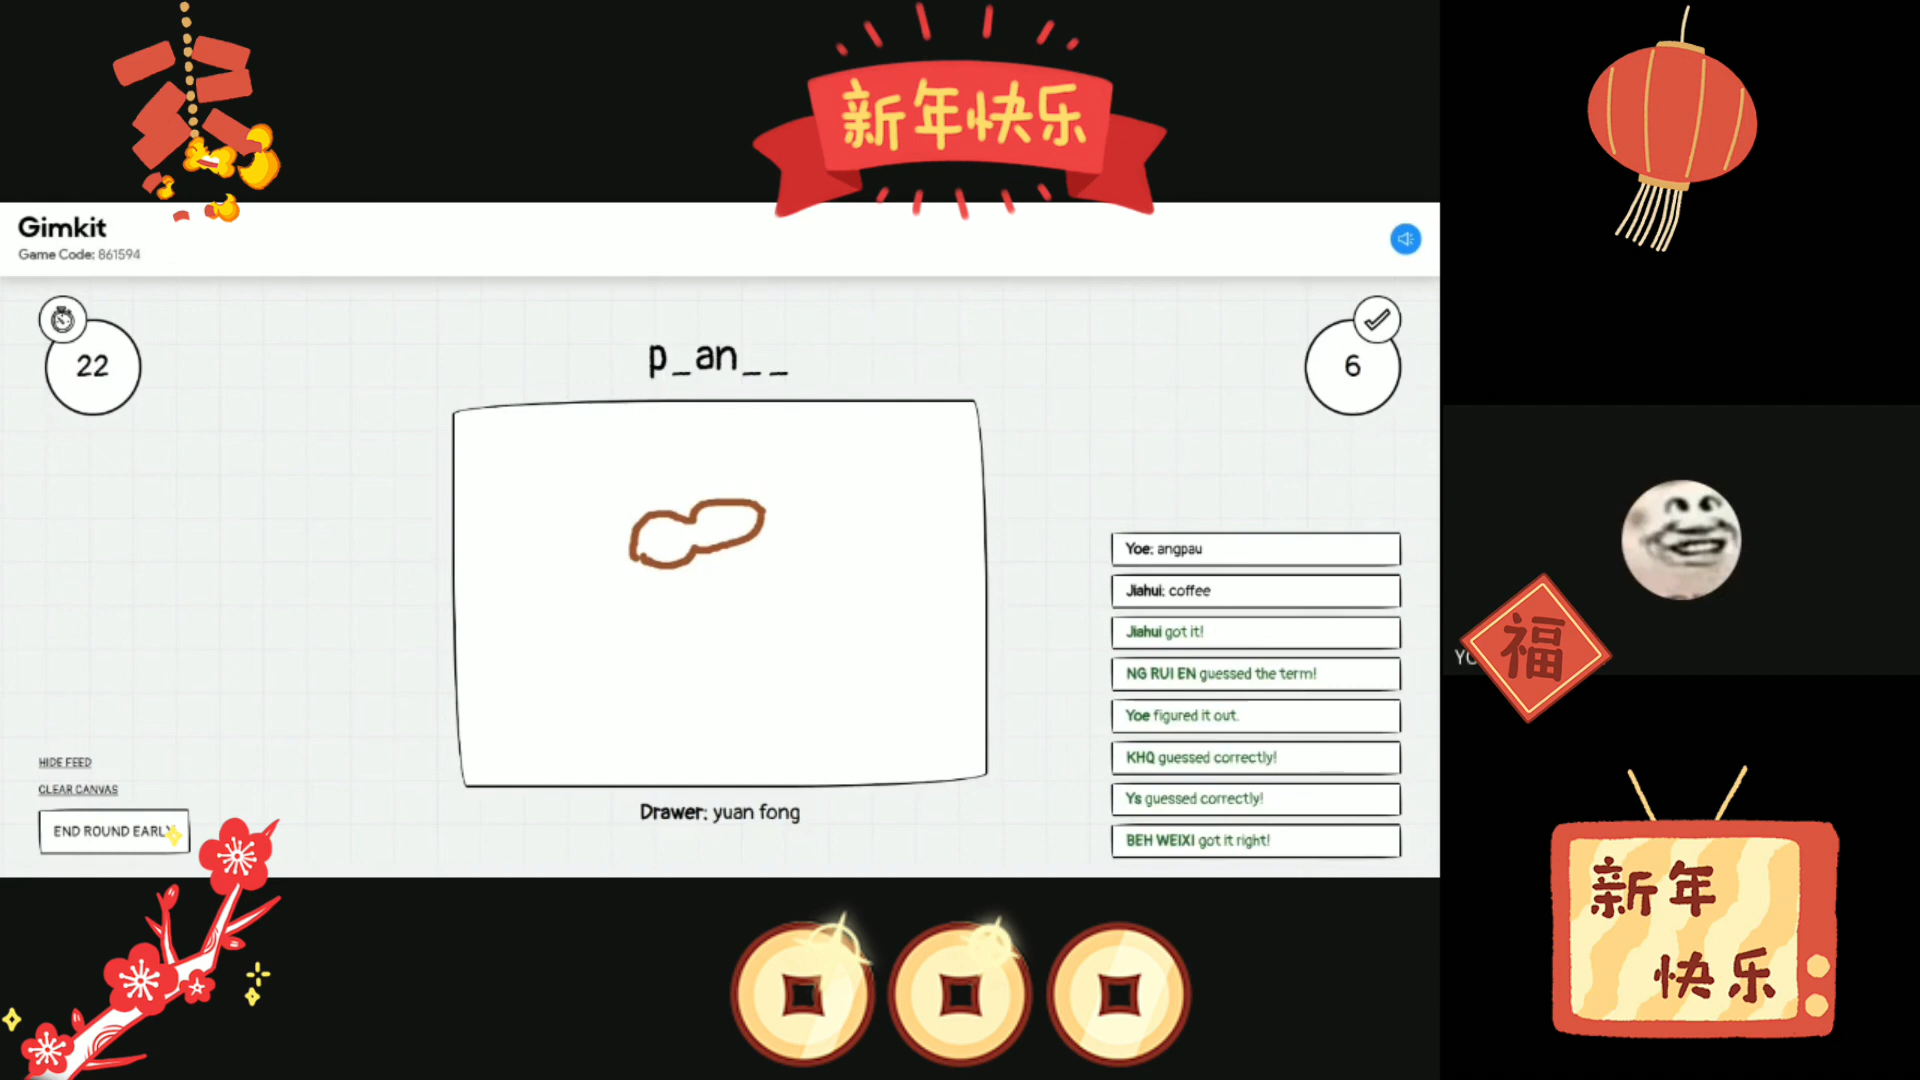 新年快乐
Gimkit
Game Code: 861594
22
p_an_ _
6
Yoe: angpau
Jiahui: coffee
Jiahui got it!
NG RUI EN guessed the term!
Yoe figured it out.
KHQ guessed correctly!
Ys guessed correctly!
BEH WEIXI got it right!
HIDE FEED
CLEAR CANVAS
END ROUND EARLY
Drawer: yuan fong
福
新年
快乐